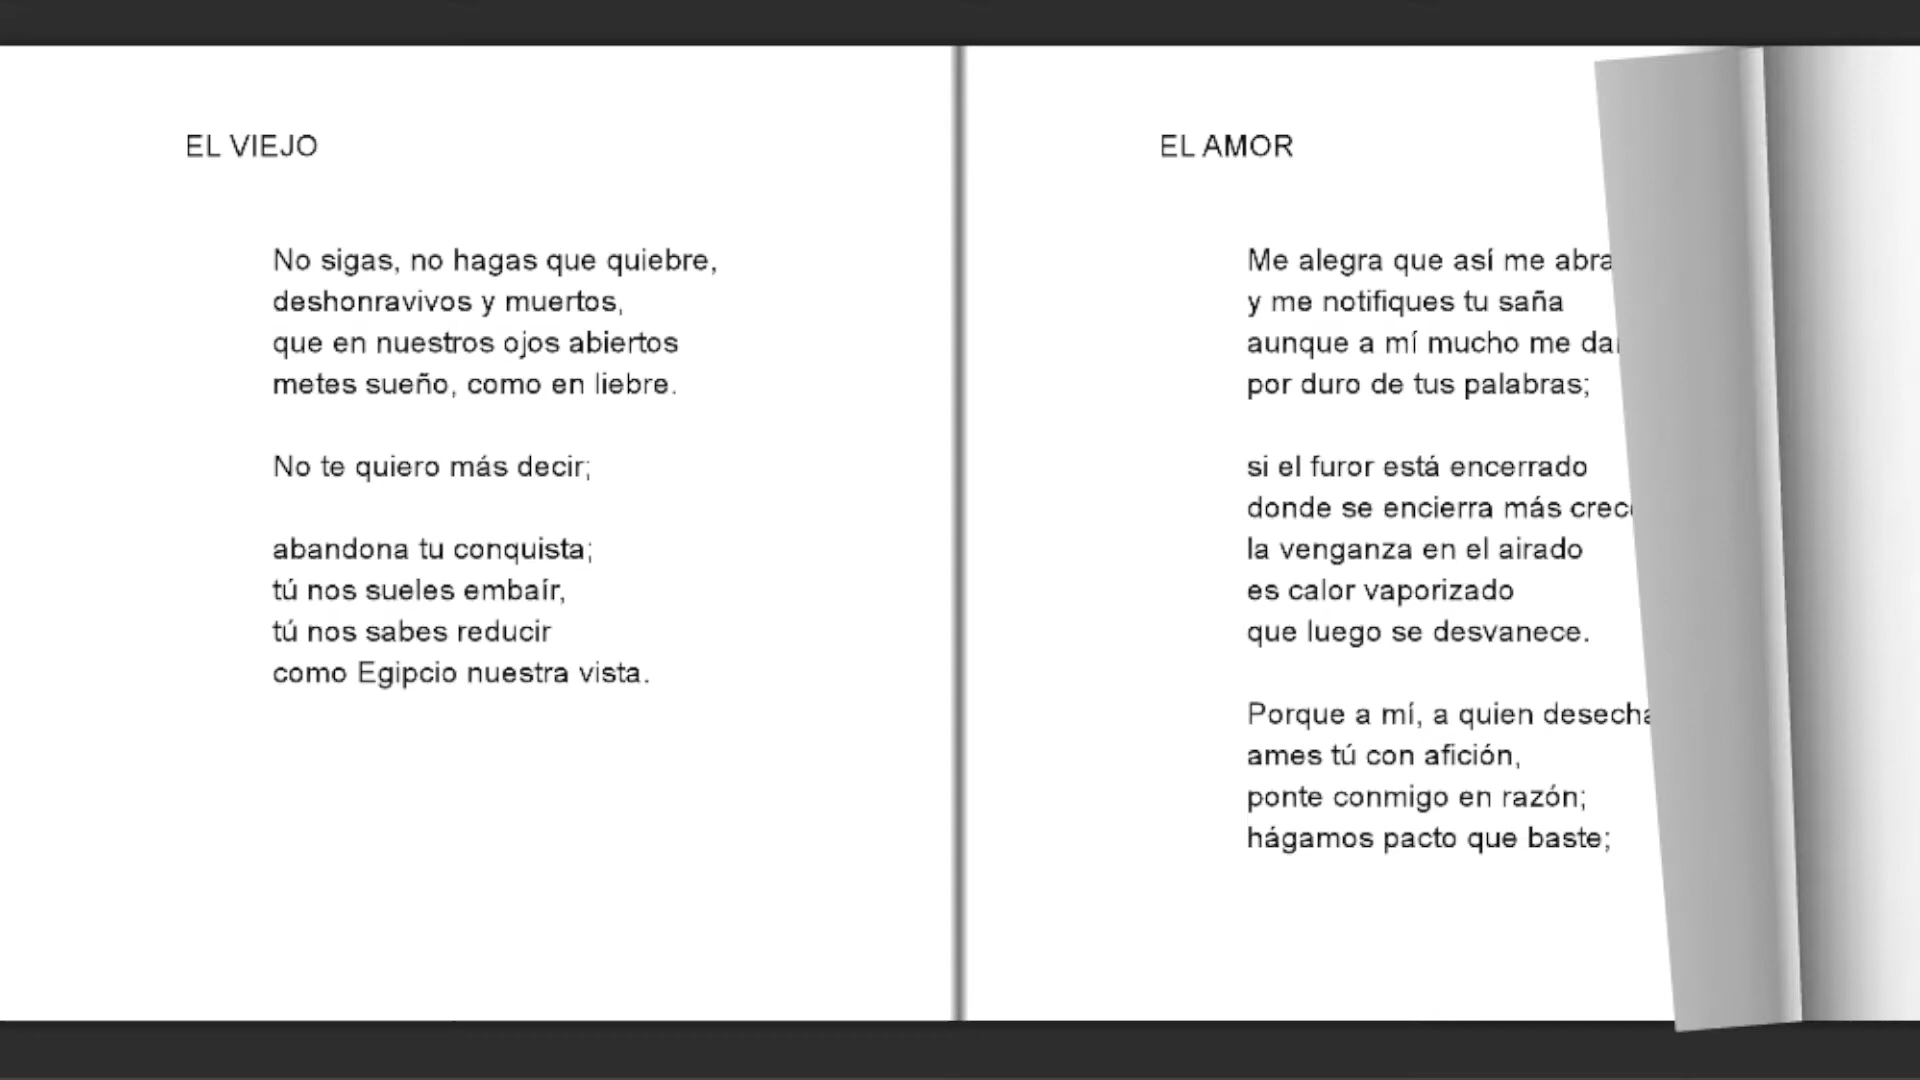 EL VIEJO
No sigas, no hagas que quiebre,
deshonravivos y muertos,
que en nuestros ojos abiertos
metes sueño, como en liebre.
No te quiero más decir;
abandona tu conquista;
tú nos sueles embaír,
tú nos sabes reducir
como Egipcio nuestra vista.
EL AMOR
Me alegra que así me
y me notifiques tu saña
aunque a mí mucho me
por duro de tus palabras;
si el furor está encerrado
donde se encierra más
la venganza en el airado
es calor vaporizado
que luego se desvanece.
Porque a mí, a quien
ames tú con afición,
ponte conmigo en razón;
hágamos pacto que baste;